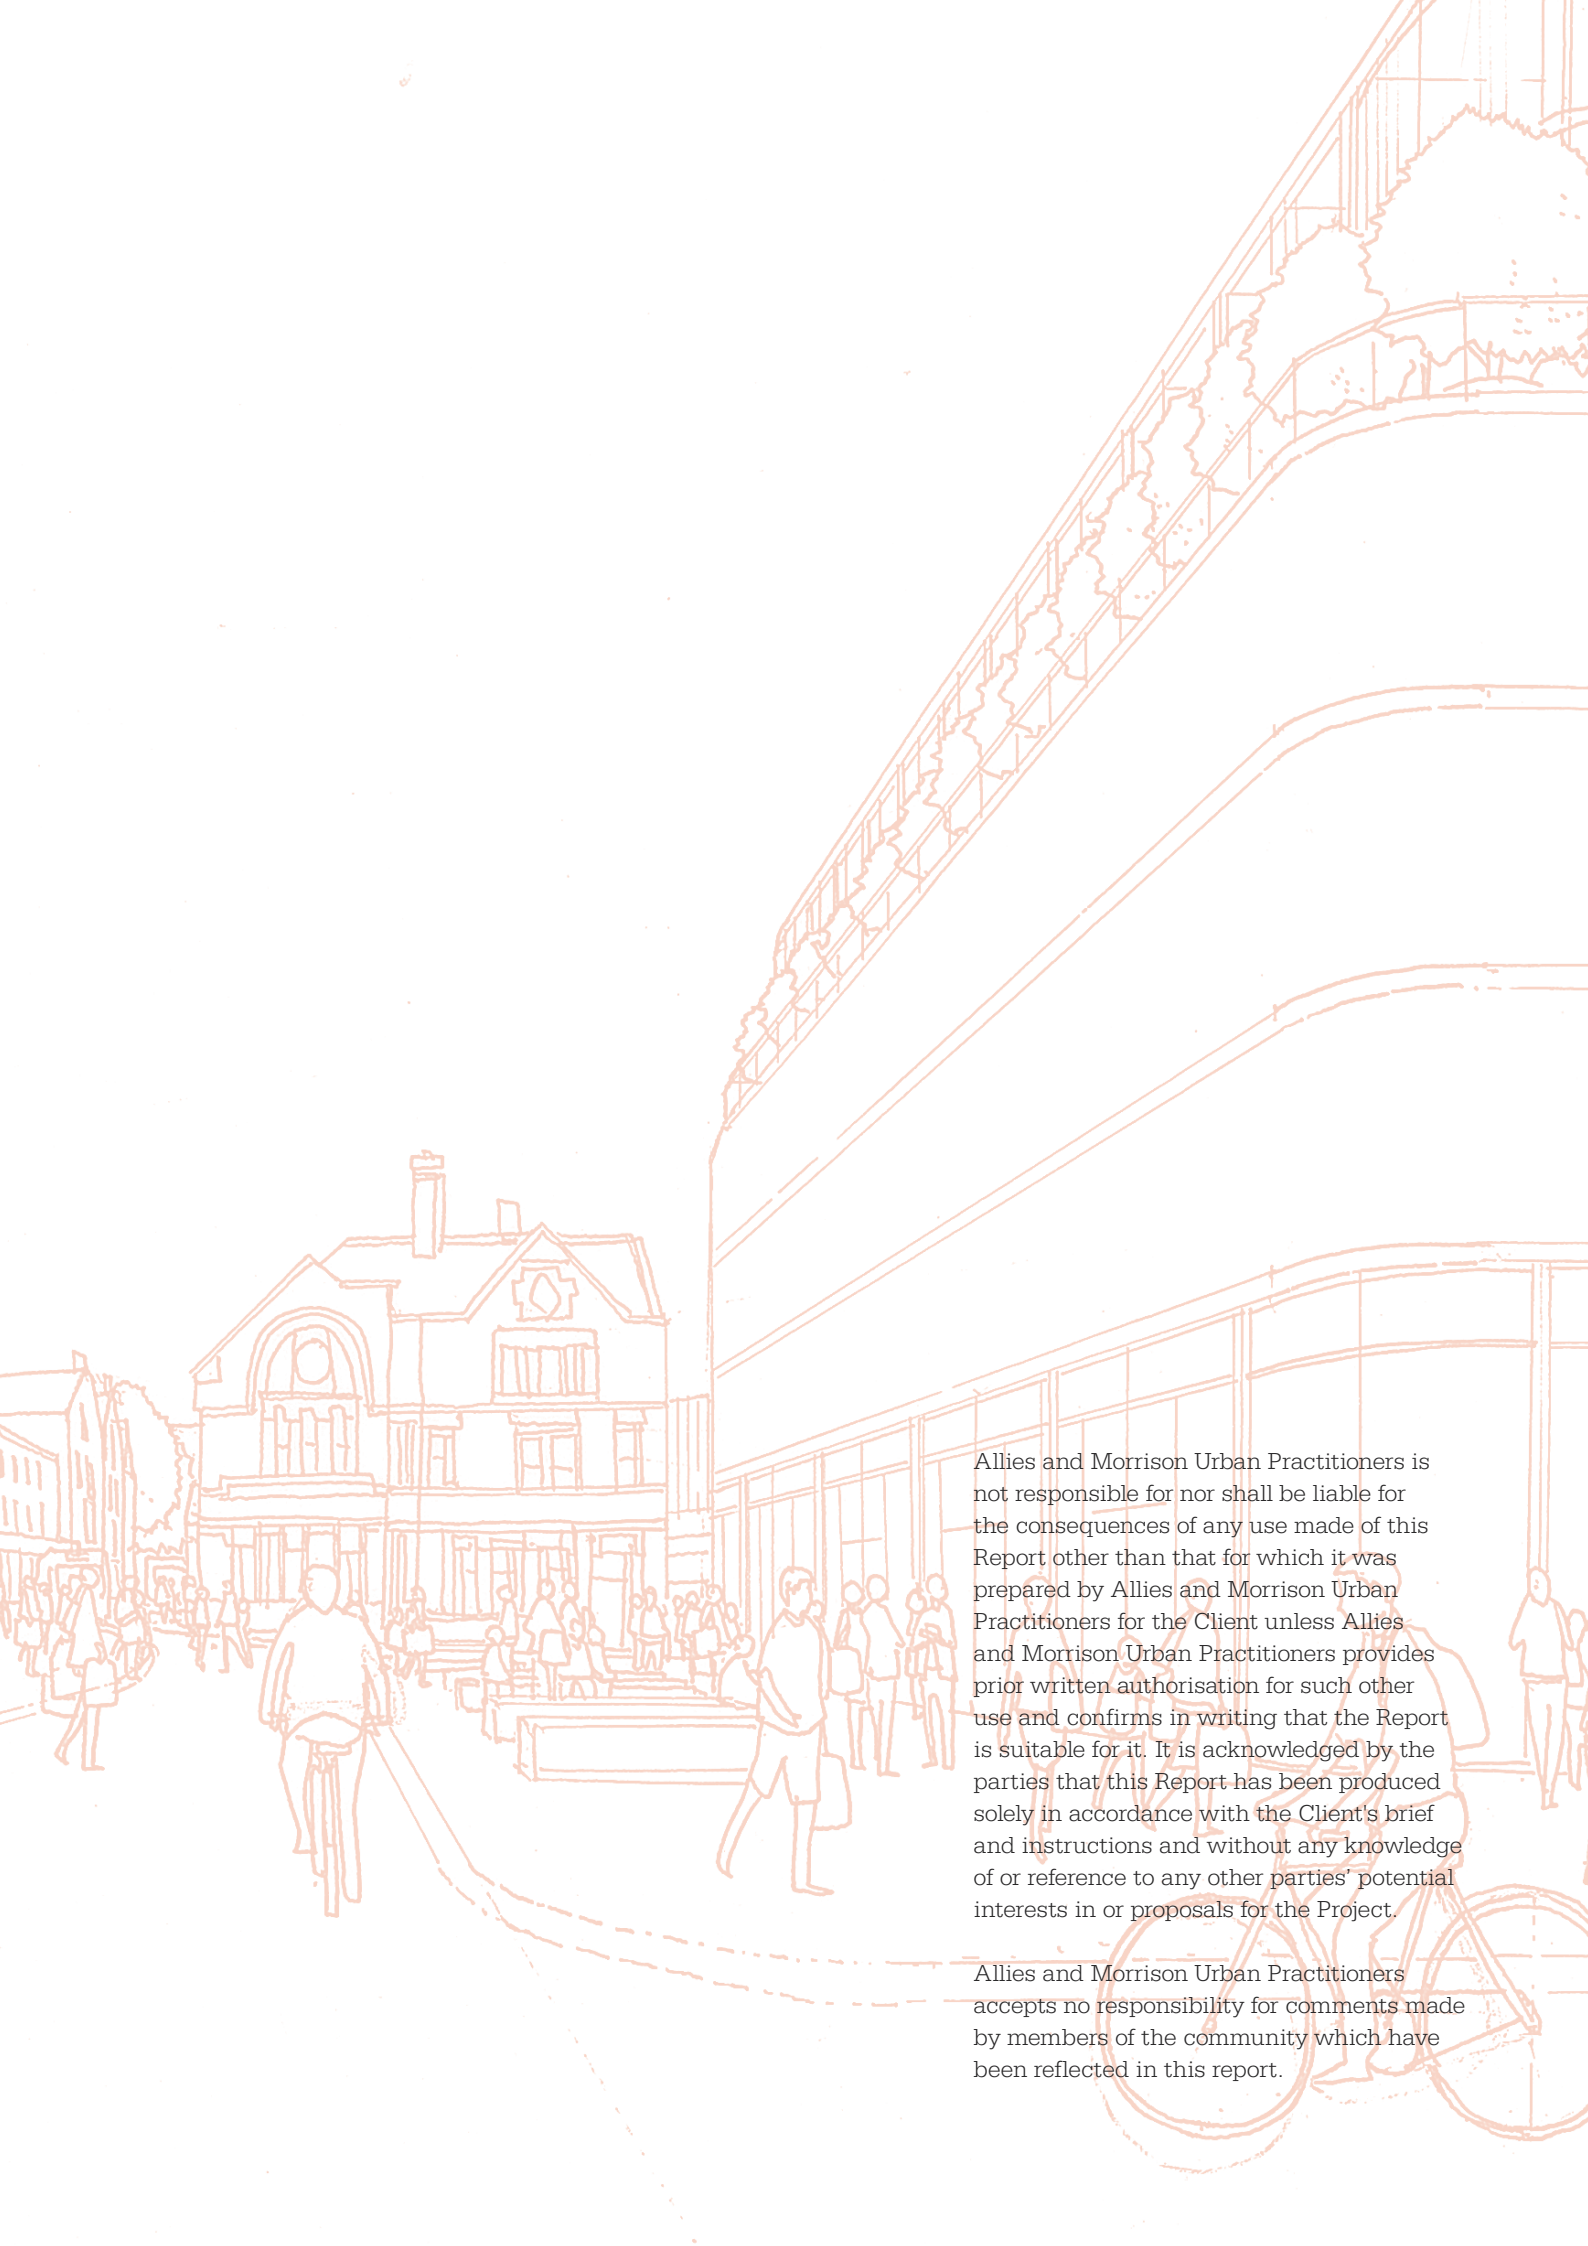 Allies and Morrison Urban Practitioners is
not responsible for nor shall be liable for
the consequences of any use made of this
Report other than that for which it was
prepared by Allies and Morrison Urban
Practitioners for the Client unless Allies
and Morrison Urban Practitioners provides
prior written authorisation for such other
use and confirms in writing that the Report
is suitable for it. It is acknowledged by the
parties that this Report has been produced
solely in accordance with the Client's brief
and instructions and without any knowledge
of or reference to any other parties’ potential
interests in or proposals for the Project.
Allies and Morrison Urban Practitioners
accepts no responsibility for comments made
by members of the community which have
been reflected in this report.